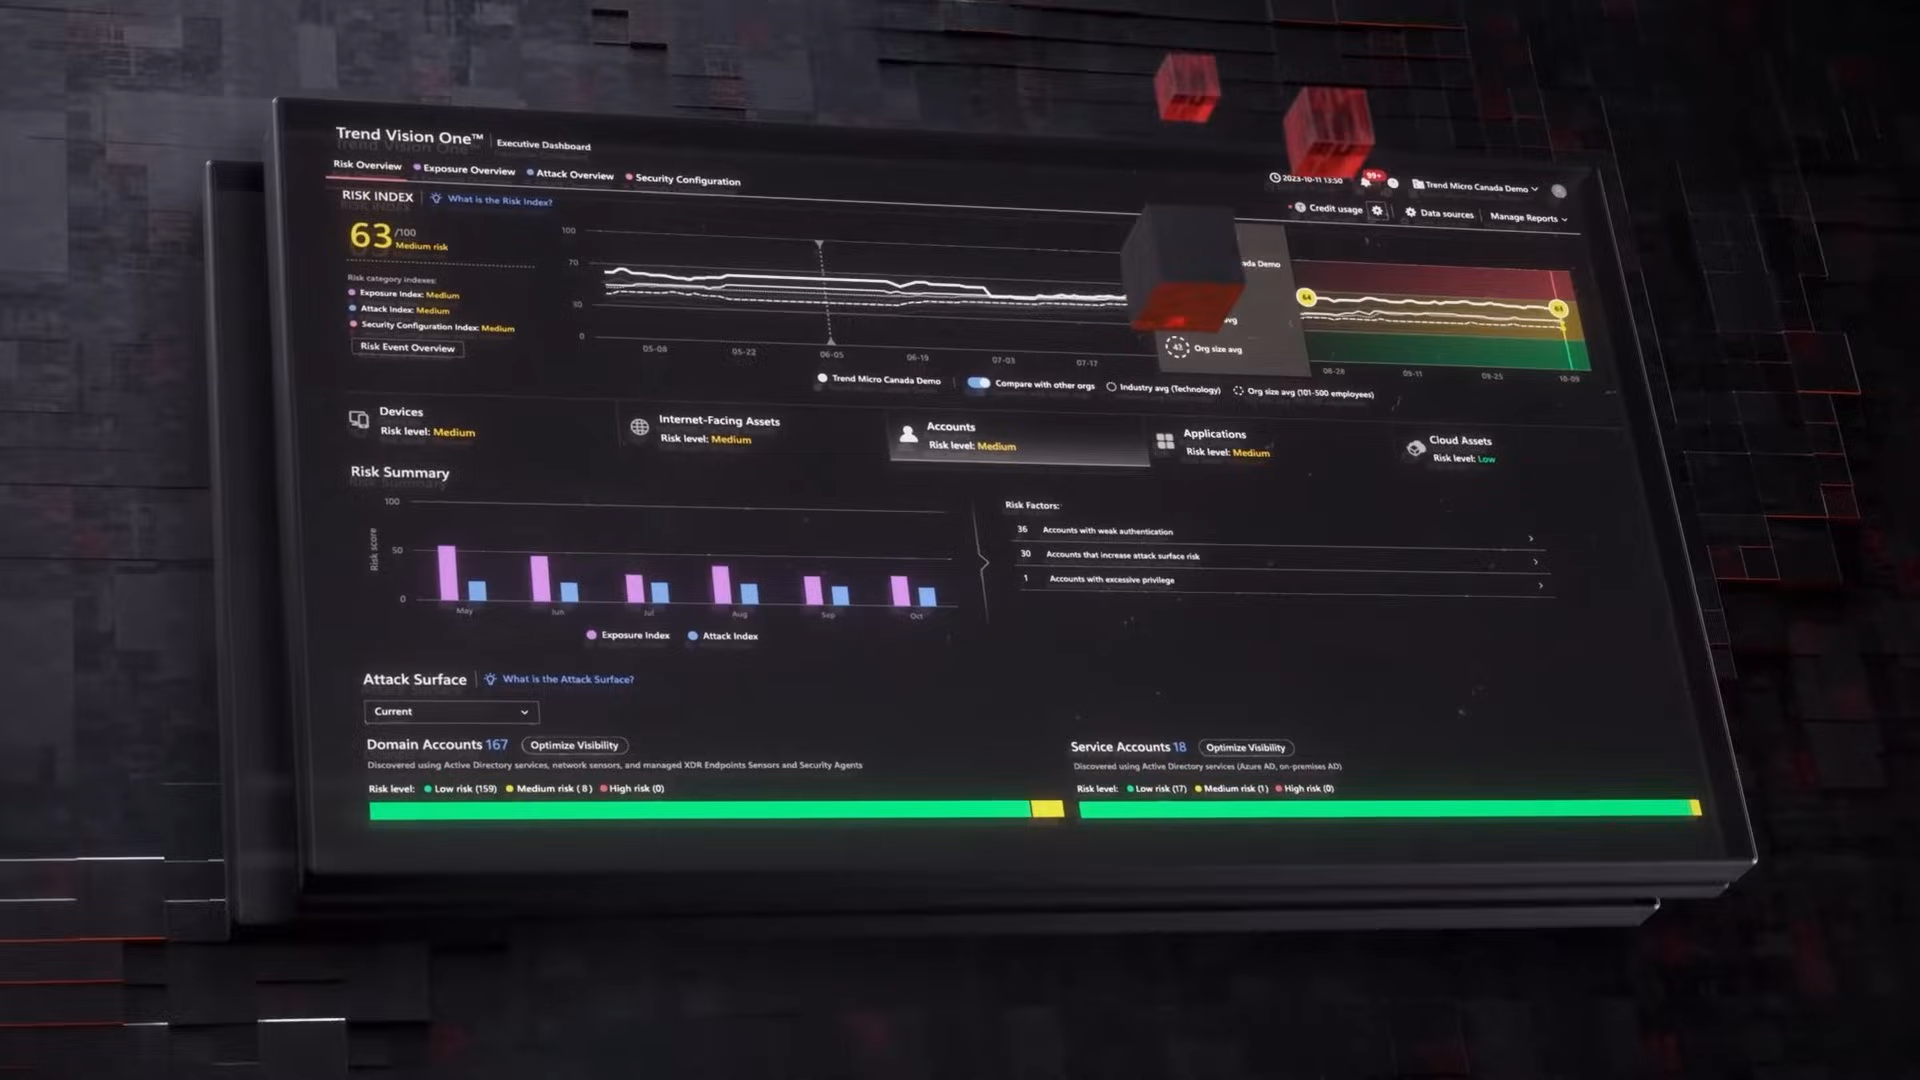 Trend Vision One™ | Executive Dashboard
Risk Overview Exposure Overview Attack Overview Security Configuration
2023-10-11 13:50 99+ Trend Micro Canada Demo
Credit usage Data sources Manage Reports
RISK INDEX What is the Risk Index?
63 /100
Medium risk
Risk category indexes:
Exposure Index: Medium
Attack Index: Medium
Security Configuration Index: Medium
Risk Event Overview
100
70
30
0
05-08 05-22 06-05 06-19 07-03 07-17 08-28 09-11 09-25 10-09
Demo
64
63
43 Org size avg
Trend Micro Canada Demo Compare with other orgs Industry avg (Technology) Org size avg (101-500 employees)
Devices
Risk level: Medium
Internet-Facing Assets
Risk level: Medium
Accounts
Risk level: Medium
Applications
Risk level: Medium
Cloud Assets
Risk level: Low
Risk Summary
Risk score
100
50
0
May Jun Jul Aug Sep Oct
Exposure Index Attack Index
Risk Factors:
36 Accounts with weak authentication
30 Accounts that increase attack surface risk
1 Accounts with excessive privilege
Attack Surface What is the Attack Surface?
Current
Domain Accounts 167 Optimize Visibility
Discovered using Active Directory services, network sensors, and managed XDR Endpoints Sensors and Security Agents
Risk level: Low risk (159) Medium risk ( 8 ) High risk (0)
Service Accounts 18 Optimize Visibility
Discovered using Active Directory services (Azure AD, on-premises AD)
Risk level: Low risk (17) Medium risk (1) High risk (0)